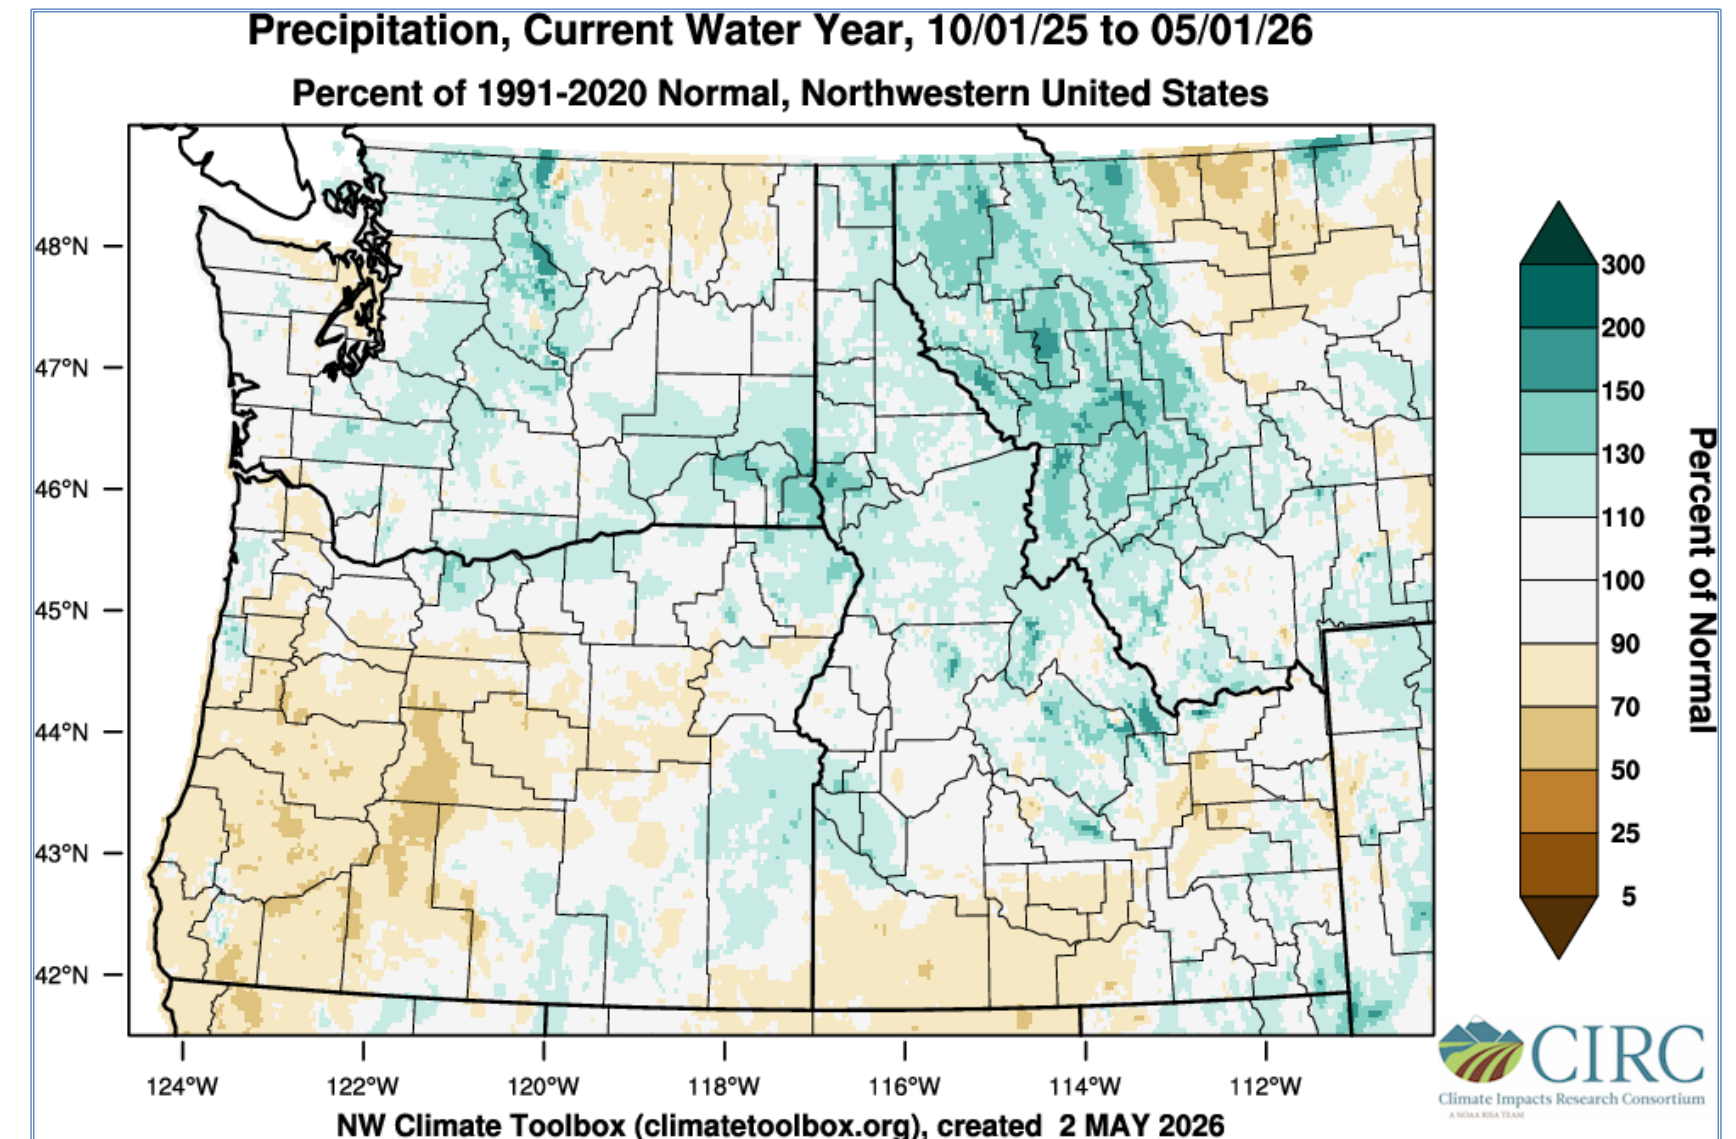 Precipitation, Current Water Year, 10/01/25 to 05/01/26
Percent of 1991-2020 Normal, Northwestern United States
48°N
47°N
46°N
45°N
44°N
43°N
42°N
124°W 122°W 120°W 118°W 116°W 114°W 112°W
300
200
150
130
110
100
90
70
50
25
5
Percent of Normal
CIRC
Climate Impacts Research Consortium
A NOAA RISA TEAM
NW Climate Toolbox (climatetoolbox.org), created 2 MAY 2026